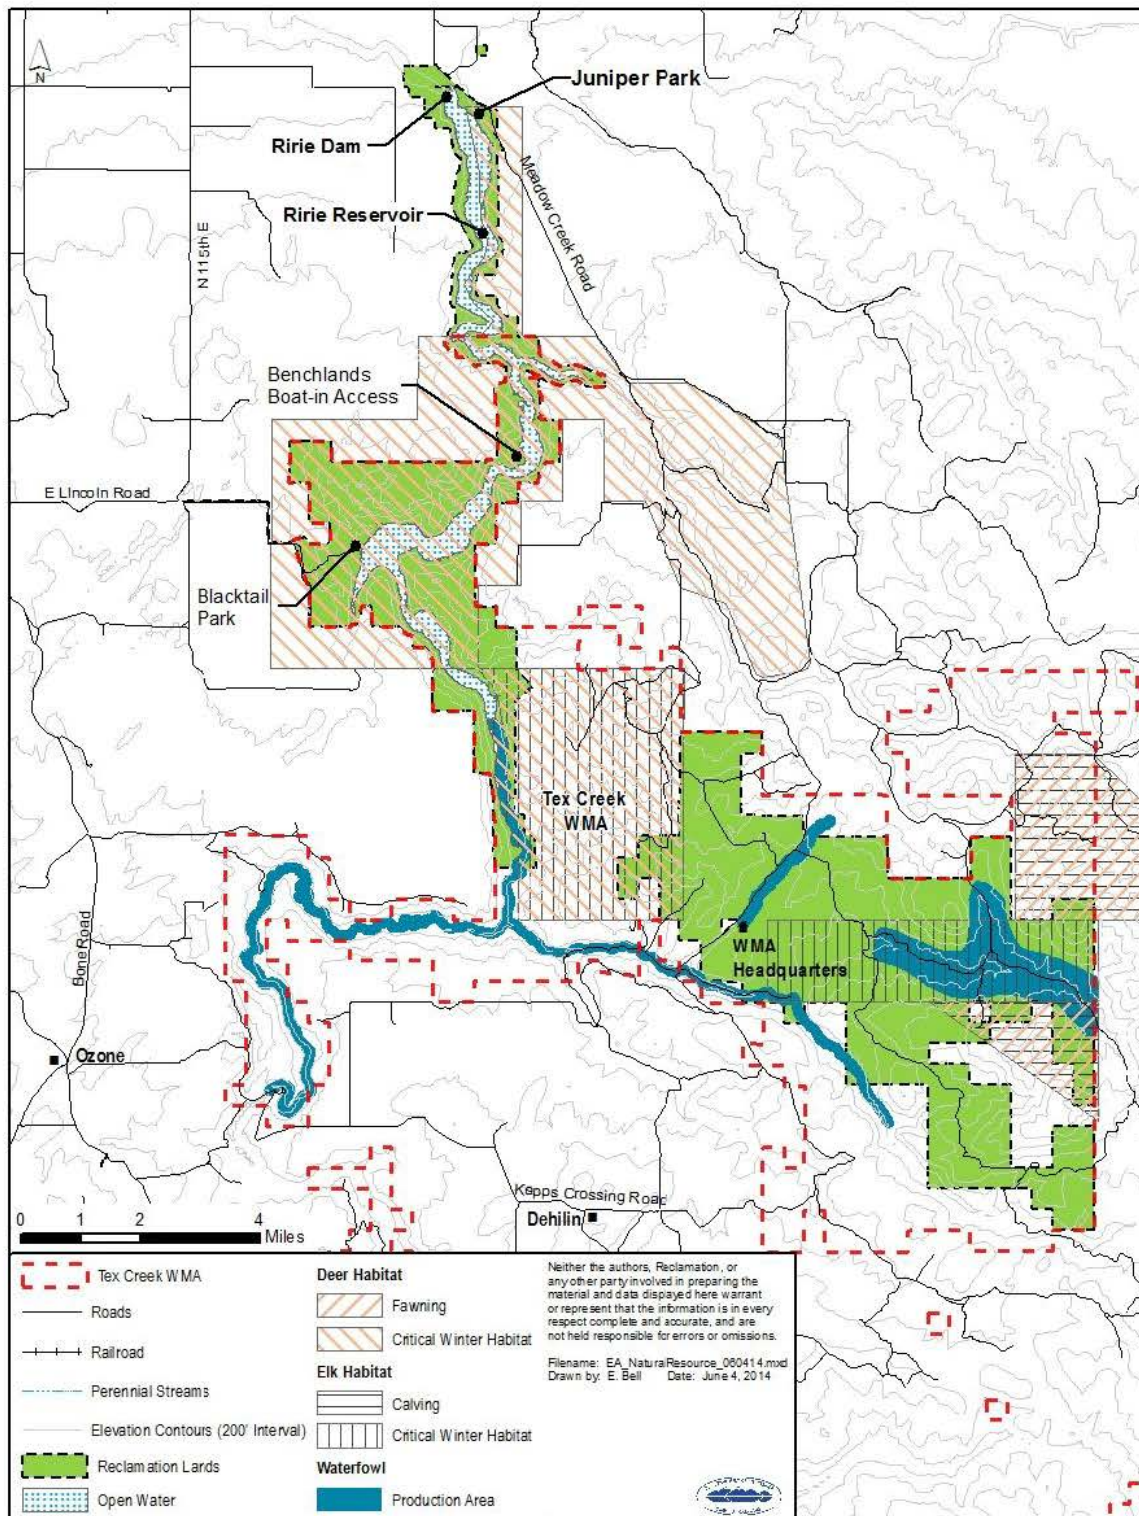 N
Juniper Park
Ririe Dam
Meadow Creek Road
Ririe Reservoir
N 115th E
Benchlands
Boat-in Access
E Lincoln Road
Blacktail
Park
Tex Creek
WMA
WMA
Headquarters
Bone Road
Ozone
Kepps Crossing Road
Dehilin
0 1 2 4
Miles
Tex Creek WMA
Roads
Railroad
Perennial Streams
Elevation Contours (200' Interval)
Reclamation Lands
Open Water
Deer Habitat
Fawning
Critical Winter Habitat
Elk Habitat
Calving
Critical Winter Habitat
Waterfowl
Production Area
Neither the authors, Reclamation, or
any other party involved in preparing the
material and data dispayed here warrant
or represent that the information is in every
respect complete and accurate, and are
not held responsible for errors or omissions.
Filename: EA_NaturalResource_060414.mxd
Drawn by: E. Bell Date: June 4, 2014